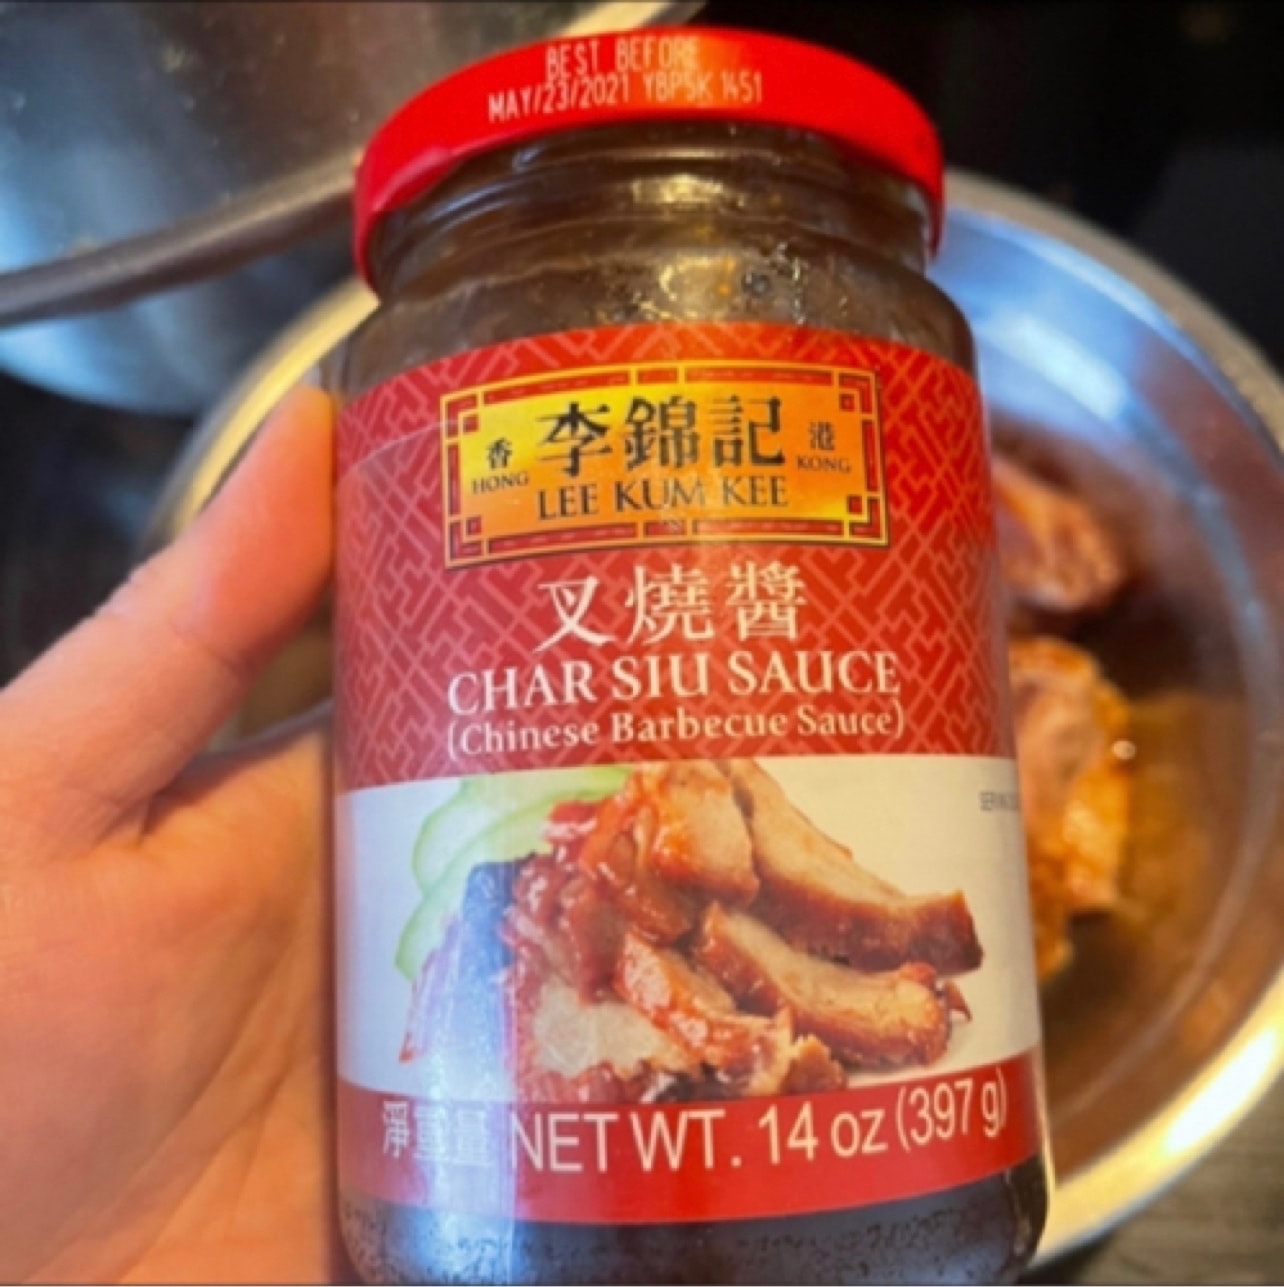 BEST BEFORE
MAY/23/2021 YBPSK 1451
香 李錦記 港
HONG LEE KUM KEE KONG
叉燒醬
CHAR SIU SAUCE
(Chinese Barbecue Sauce)
淨重量 NET WT. 14 oz (397 g)